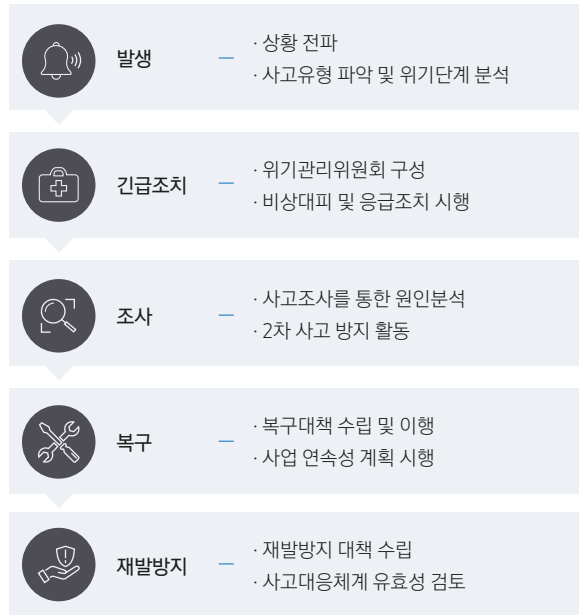 발생
· 상황 전파
· 사고유형 파악 및 위기단계 분석
긴급조치
· 위기관리위원회 구성
· 비상대피 및 응급조치 시행
조사
· 사고조사를 통한 원인분석
· 2차 사고 방지 활동
복구
· 복구대책 수립 및 이행
· 사업 연속성 계획 시행
재발방지
· 재발방지 대책 수립
· 사고대응체계 유효성 검토